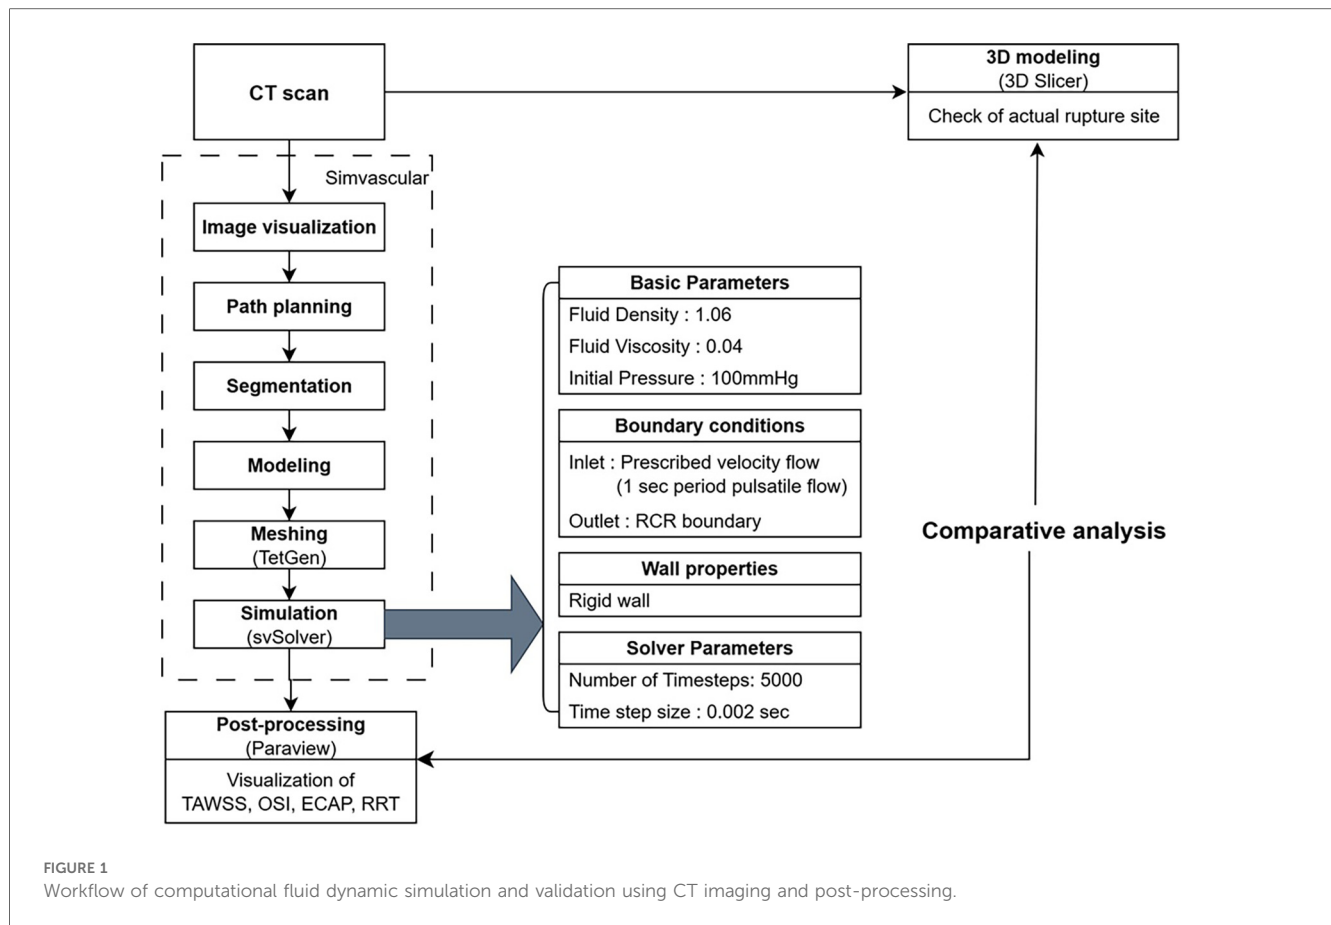 CT scan
3D modeling
(3D Slicer)
Check of actual rupture site
Simvascular
Image visualization
Path planning
Segmentation
Modeling
Meshing
(TetGen)
Simulation
(svSolver)
Basic Parameters
Fluid Density : 1.06
Fluid Viscosity : 0.04
Initial Pressure : 100mmHg
Boundary conditions
Inlet : Prescribed velocity flow
(1 sec period pulsatile flow)
Outlet : RCR boundary
Wall properties
Rigid wall
Solver Parameters
Number of Timesteps: 5000
Time step size : 0.002 sec
Comparative analysis
Post-processing
(Paraview)
Visualization of
TAWSS, OSI, ECAP, RRT
FIGURE 1
Workflow of computational fluid dynamic simulation and validation using CT imaging and post-processing.